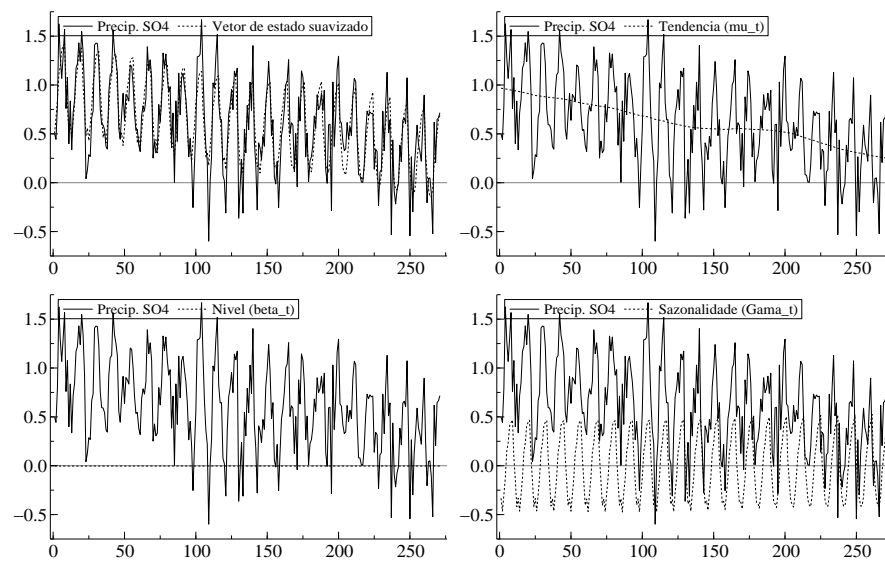 Precip. SO4 Vetor de estado suavizado
1.5
1.0
0.5
0.0
−0.5
0 50 100 150 200 250
Precip. SO4 Tendencia (mu_t)
1.5
1.0
0.5
0.0
−0.5
0 50 100 150 200 250
Precip. SO4 Nivel (beta_t)
1.5
1.0
0.5
0.0
−0.5
0 50 100 150 200 250
Precip. SO4 Sazonalidade (Gama_t)
1.5
1.0
0.5
0.0
−0.5
0 50 100 150 200 250